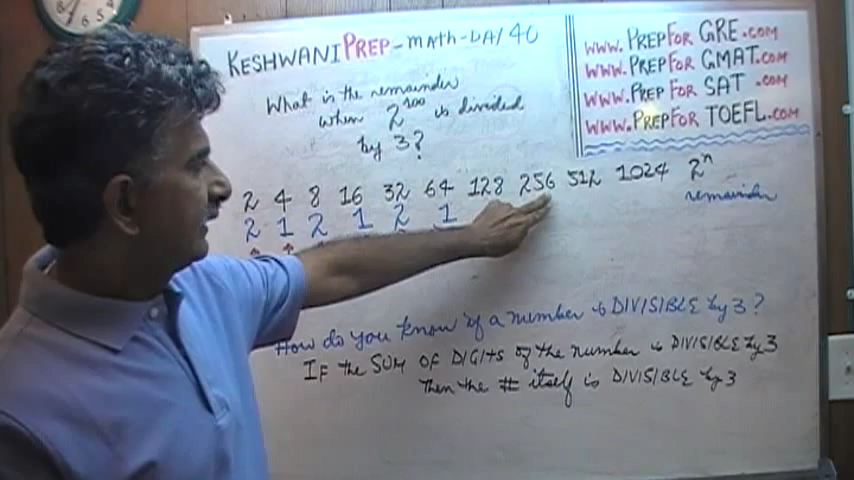 KESHWANI PREP - MATH - DAY 40
What is the remainder
when 2^100 is divided
by 3?
www.PREPFOR GRE.com
www.PREPFOR GMAT.com
www.PREP FOR SAT.com
www.PREPFOR TOEFL.com
2 4 8 16 32 64 128 256 512 1024 2^n
2 1 2 1 2 1 remainder
How do you know if a number is DIVISIBLE by 3?
IF the SUM OF DIGITS of the number is DIVISIBLE by 3
Then the # itself is DIVISIBLE by 3